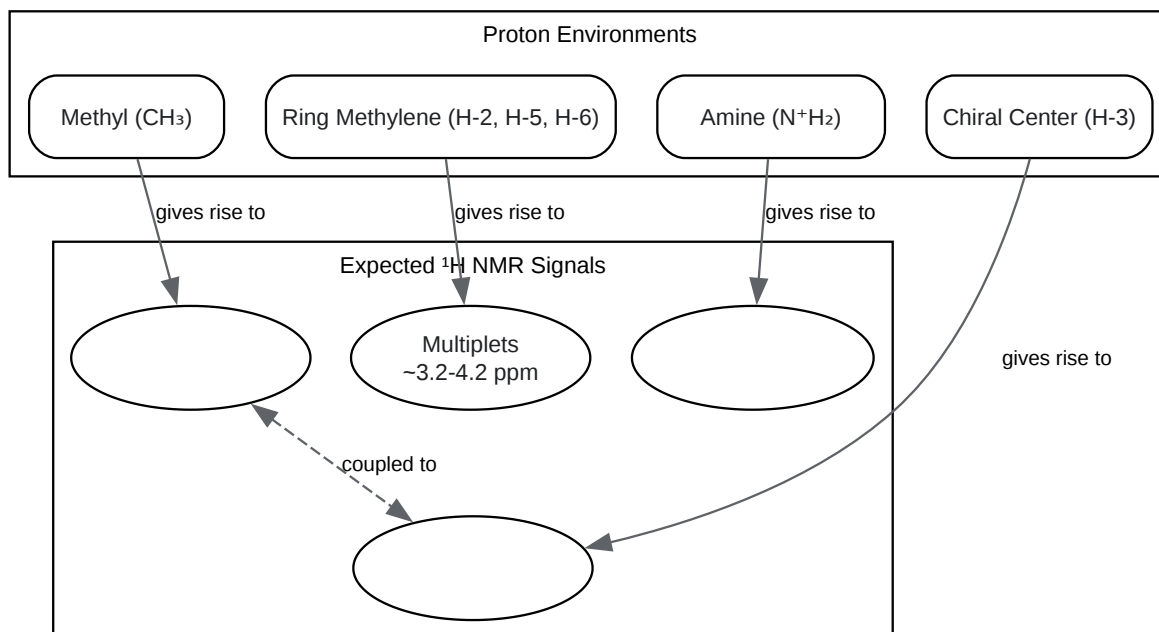 Proton Environments
Methyl (CH₃)
Ring Methylene (H-2, H-5, H-6)
Amine (N⁺H₂)
Chiral Center (H-3)
gives rise to
gives rise to
gives rise to
Expected ¹H NMR Signals
Multiplets
~3.2-4.2 ppm
gives rise to
coupled to